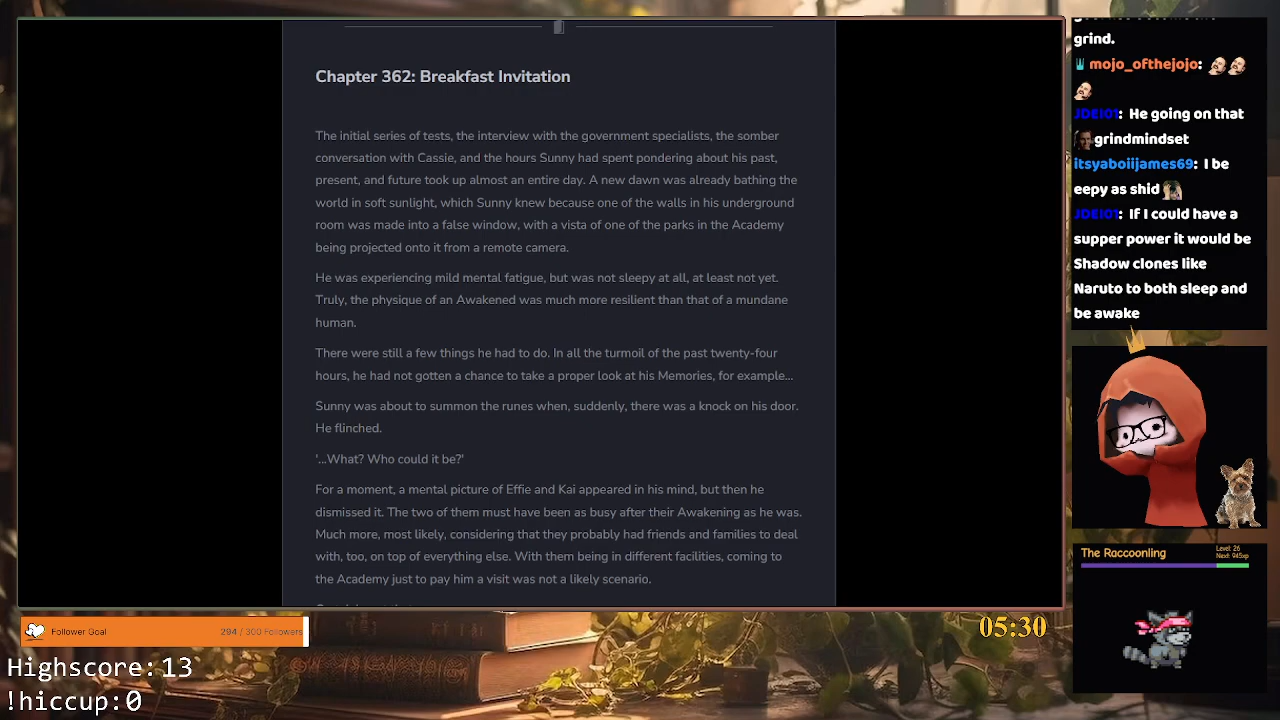 Chapter 362: Breakfast Invitation
The initial series of tests, the interview with the government specialists, the somber
conversation with Cassie, and the hours Sunny had spent pondering about his past,
present, and future took up almost an entire day. A new dawn was already bathing the
world in soft sunlight, which Sunny knew because one of the walls in his underground
room was made into a false window, with a vista of one of the parks in the Academy
being projected onto it from a remote camera.
He was experiencing mild mental fatigue, but was not sleepy at all, at least not yet.
Truly, the physique of an Awakened was much more resilient than that of a mundane
human.
There were still a few things he had to do. In all the turmoil of the past twenty-four
hours, he had not gotten a chance to take a proper look at his Memories, for example...
Sunny was about to summon the runes when, suddenly, there was a knock on his door.
He flinched.
'...What? Who could it be?'
For a moment, a mental picture of Effie and Kai appeared in his mind, but then he
dismissed it. The two of them must have been as busy after their Awakening as he was.
Much more, most likely, considering that they probably had friends and families to deal
with, too, on top of everything else. With them being in different facilities, coming to
the Academy just to pay him a visit was not a likely scenario.
grind.
mojo_ofthejojo:
JDEI01: He going on that
grindmindset
itsyaboiijames69: I be
eepy as shid
JDEI01: If I could have a
supper power it would be
Shadow clones like
Naruto to both sleep and
be awake
The Raccoonling
Level: 26
Next: 945xp
Follower Goal
294 / 300 Followers
05:30
Highscore:13
!hiccup:0